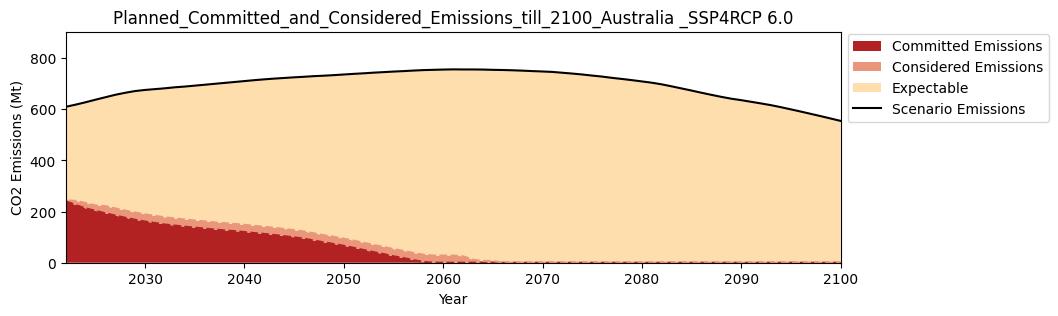 Planned_Committed_and_Considered_Emissions_till_2100_Australia _SSP4RCP 6.0
Committed Emissions
Considered Emissions
Expectable
Scenario Emissions
CO2 Emissions (Mt)
800
600
400
200
0
2030 2040 2050 2060 2070 2080 2090 2100
Year